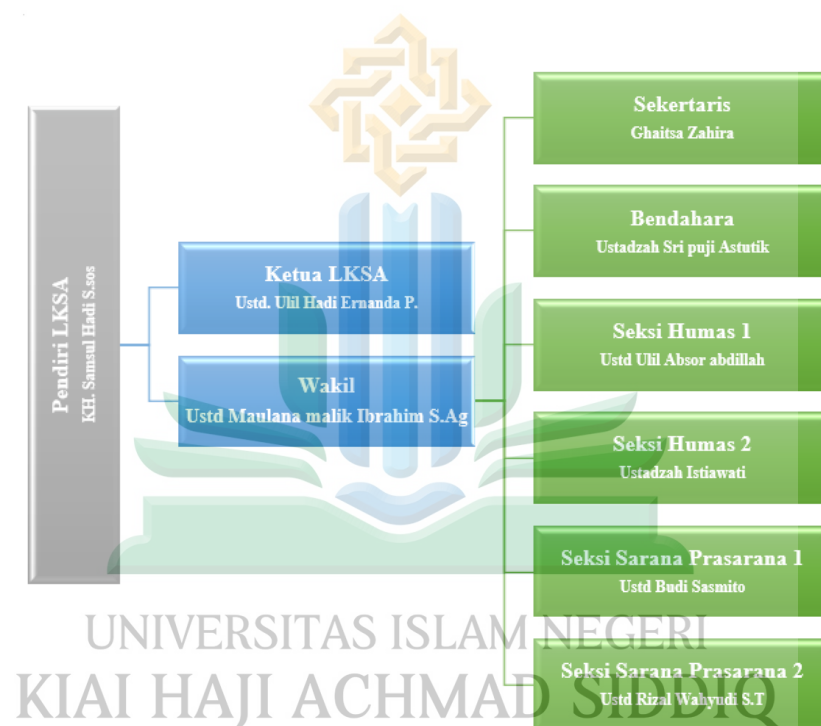 Pendiri LKSA
KH. Samsul Hadi S.sos
Ketua LKSA
Ustd. Ulil Hadi Ernanda P.
Wakil
Ustd Maulana malik Ibrahim S.Ag
Sekertaris
Ghaitsa Zahira
Bendahara
Ustadzah Sri puji Astutik
Seksi Humas 1
Ustd Ulil Absor abdillah
Seksi Humas 2
Ustadzah Istiawati
Seksi Sarana Prasarana 1
Ustd Budi Sasmito
Seksi Sarana Prasarana 2
Ustd Rizal Wahyudi S.T
UNIVERSITAS ISLAM NEGERI
KIAI HAJI ACHMAD SIDDIQ